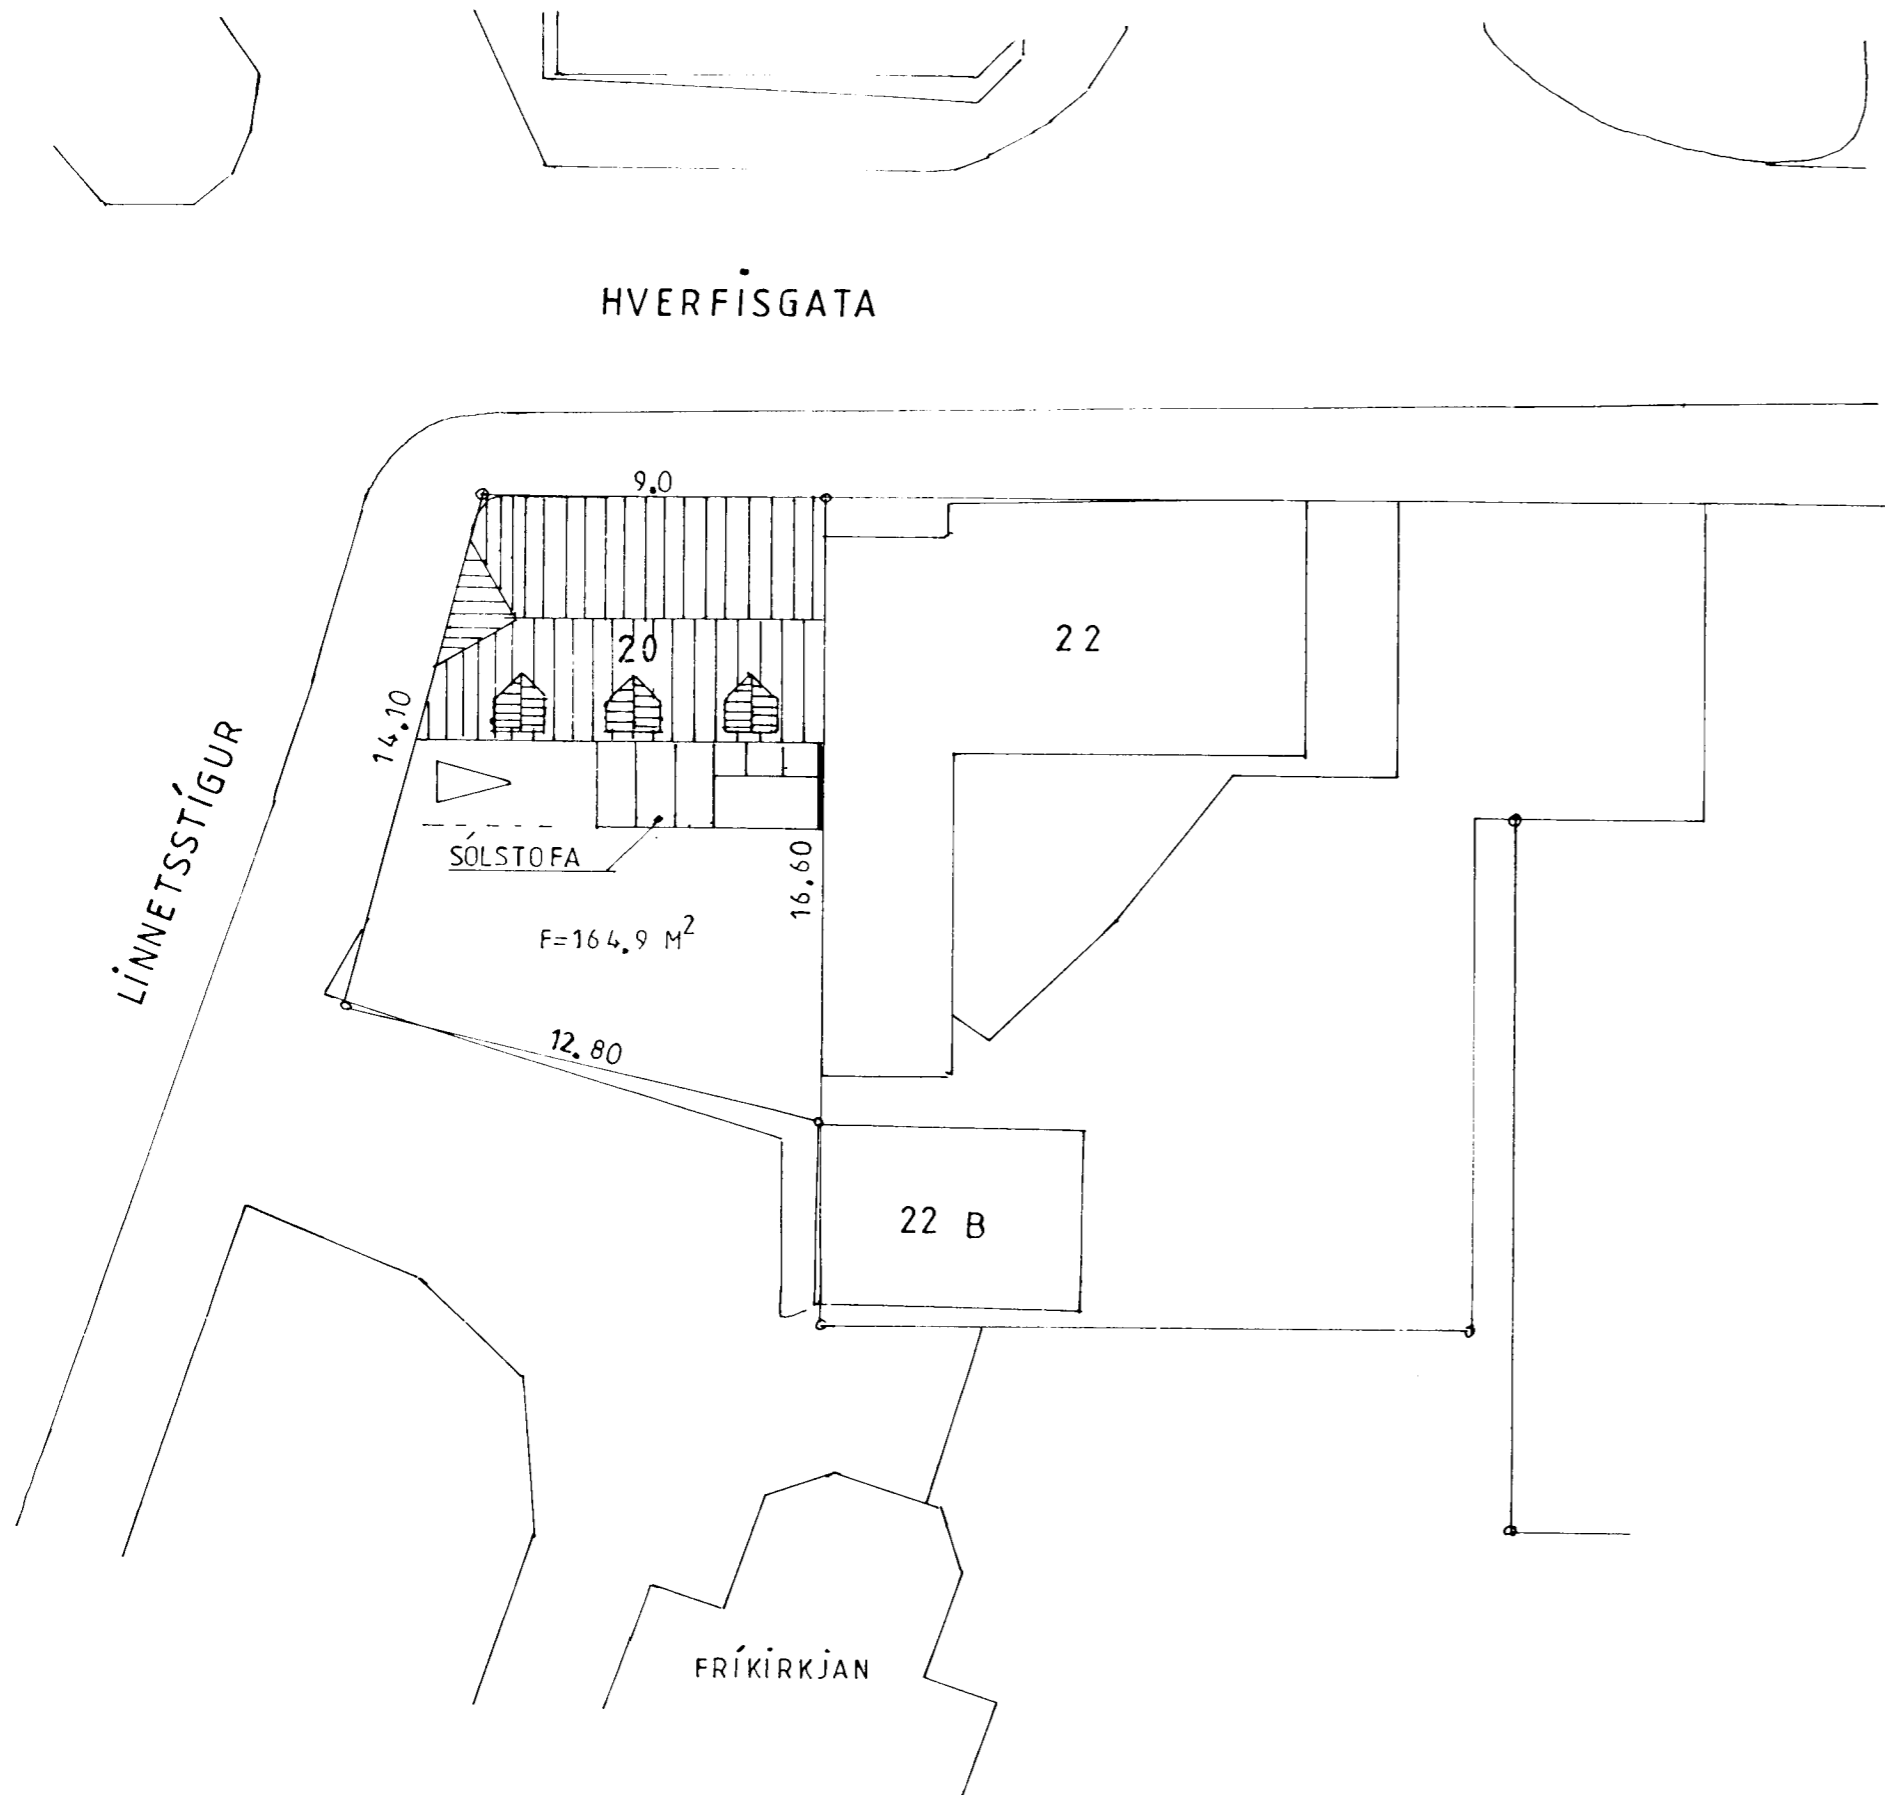 HVERFISGATA
9.0
20
22
14.10
LINNETSSTÍGUR
SÓLSTOFA
16.60
F=164.9 M²
12.80
22 B
FRÍKIRKJAN